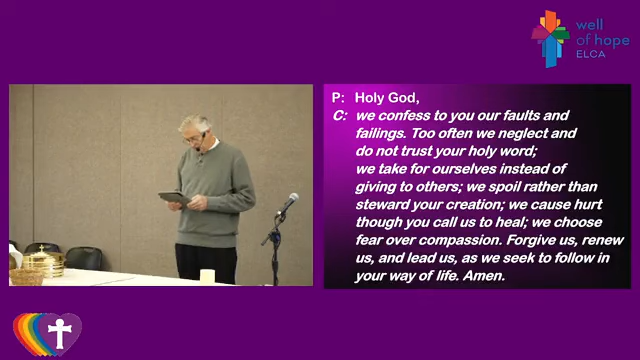 well
of hope
ELCA
P: Holy God,
C: we confess to you our faults and
failings. Too often we neglect and
do not trust your holy word;
we take for ourselves instead of
giving to others; we spoil rather than
steward your creation; we cause hurt
though you call us to heal; we choose
fear over compassion. Forgive us, renew
us, and lead us, as we seek to follow in
your way of life. Amen.